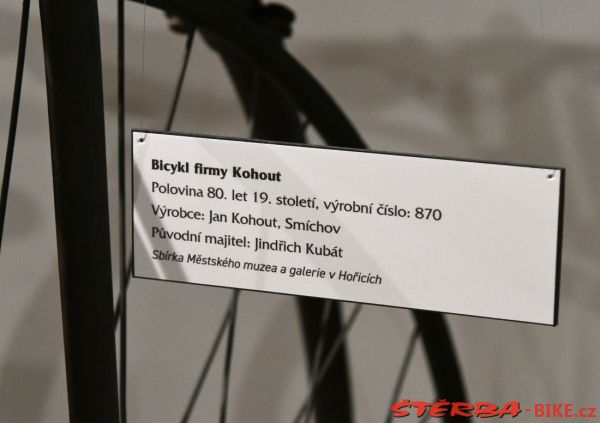 Bicykl firmy Kohout
Polovina 80. let 19. století, výrobní číslo: 870
Výrobce: Jan Kohout, Smíchov
Původní majitel: Jindřich Kubát
Sbírka Městského muzea a galerie v Hořicích
ŠTĚRBA-BIKE.cz